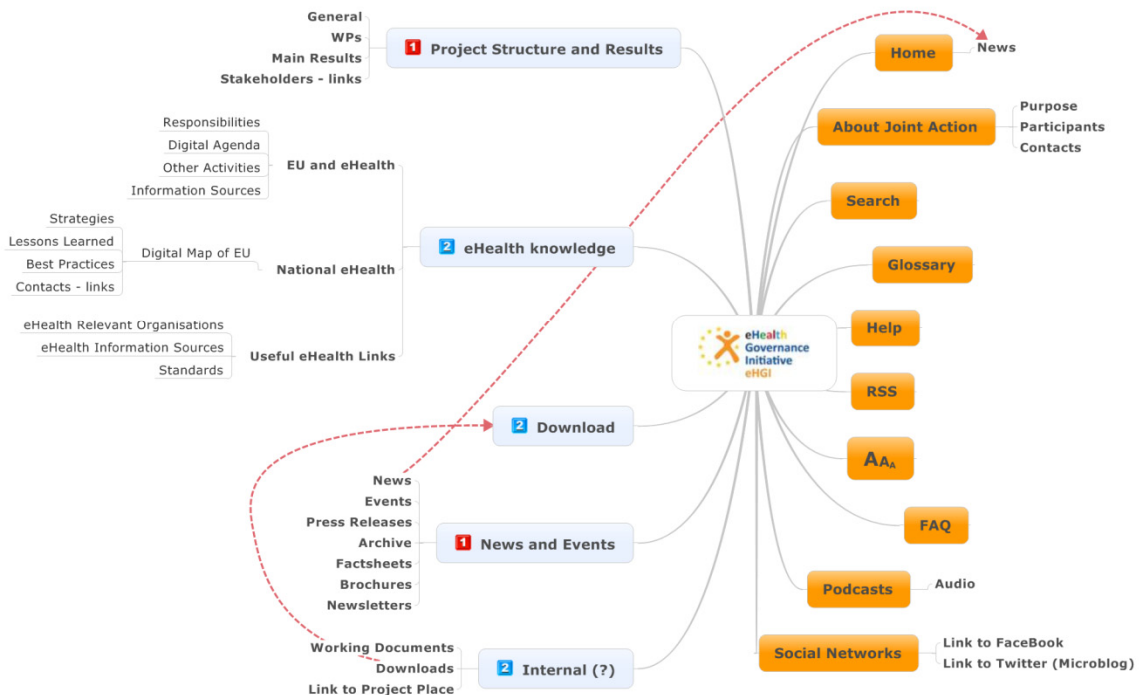 General
WPs
Main Results
Stakeholders - links
1 Project Structure and Results
Responsibilities
Digital Agenda
Other Activities
Information Sources
EU and eHealth
Strategies
Lessons Learned
Best Practices
Contacts - links
Digital Map of EU
National eHealth
eHealth Relevant Organisations
eHealth Information Sources
Standards
Useful eHealth Links
2 eHealth knowledge
2 Download
News
Events
Press Releases
Archive
Factsheets
Brochures
Newsletters
1 News and Events
Working Documents
Downloads
Link to Project Place
2 Internal (?)
eHealth
Governance
Initiative
eHGI
Home
News
About Joint Action
Purpose
Participants
Contacts
Search
Glossary
Help
RSS
AAA
FAQ
Podcasts
Audio
Social Networks
Link to FaceBook
Link to Twitter (Microblog)